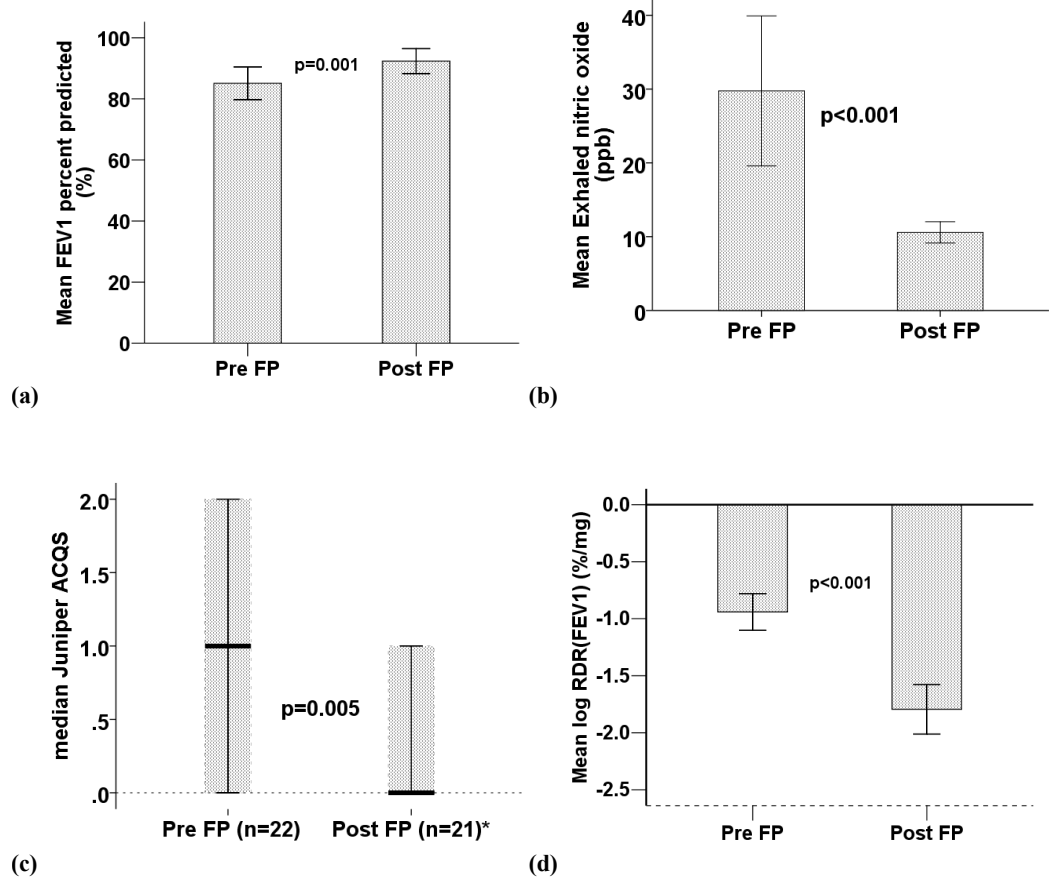 Mean FEV1 percent predicted
(%)
100
80
60
40
20
0
p=0.001
Pre FP
Post FP
(a)
Mean Exhaled nitric oxide
(ppb)
40
30
20
10
0
p<0.001
Pre FP
Post FP
(b)
median Juniper ACQS
2.0
1.5
1.0
.5
.0
p=0.005
Pre FP (n=22)
Post FP (n=21)*
(c)
Mean log RDR(FEV1) (%/mg)
0.0
-0.5
-1.0
-1.5
-2.0
-2.5
p<0.001
Pre FP
Post FP
(d)